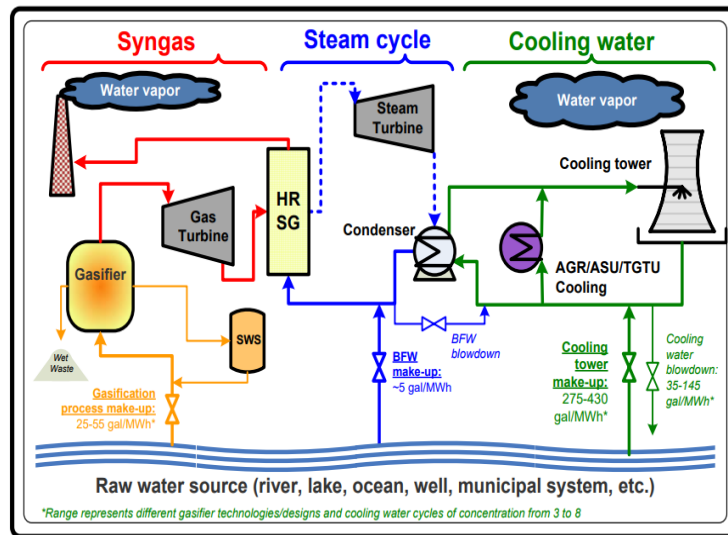 Syngas
Steam cycle
Cooling water
Water vapor
Steam
Turbine
Water vapor
Cooling tower
HR
SG
Gas
Turbine
Condenser
Gasifier
AGR/ASU/TGTU
Cooling
SWS
Wet
Waste
BFW
blowdown
Gasification
process make-up:
25-55 gal/MWh*
BFW
make-up:
~5 gal/MWh
Cooling
tower
make-up:
275-430
gal/MWh*
Cooling
water
blowdown:
35-145
gal/MWh*
Raw water source (river, lake, ocean, well, municipal system, etc.)
*Range represents different gasifier technologies/designs and cooling water cycles of concentration from 3 to 8